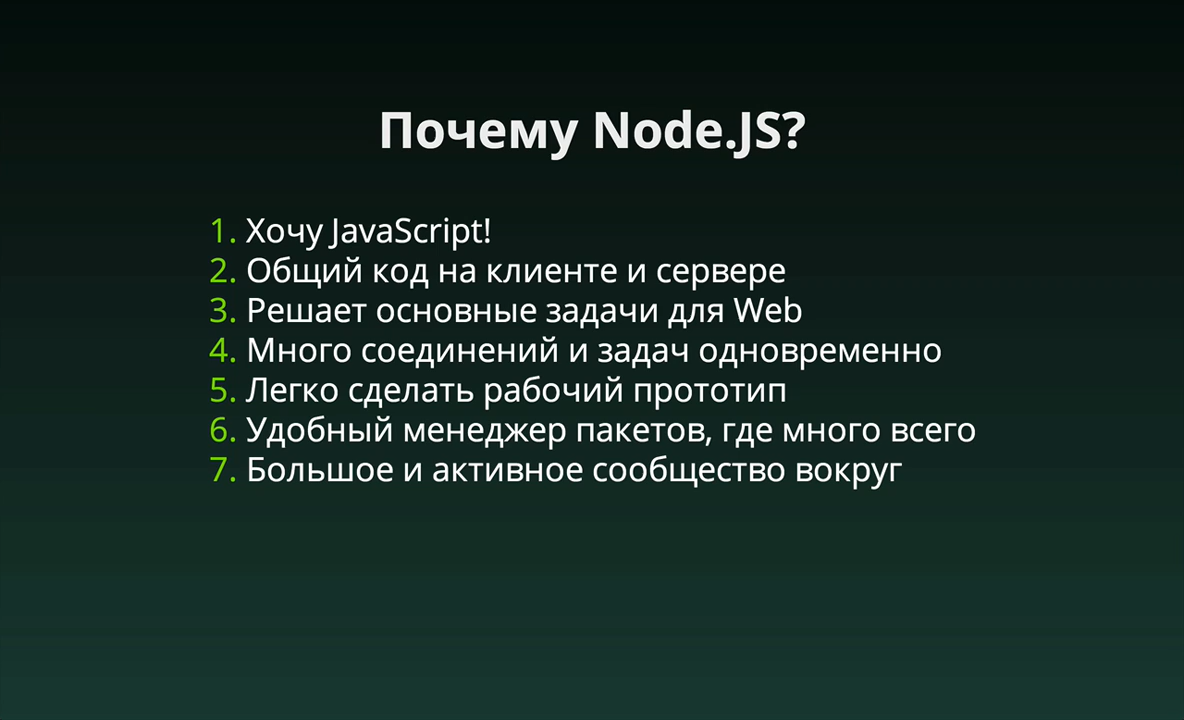 Почему Node.JS?
1. Хочу JavaScript!
2. Общий код на клиенте и сервере
3. Решает основные задачи для Web
4. Много соединений и задач одновременно
5. Легко сделать рабочий прототип
6. Удобный менеджер пакетов, где много всего
7. Большое и активное сообщество вокруг